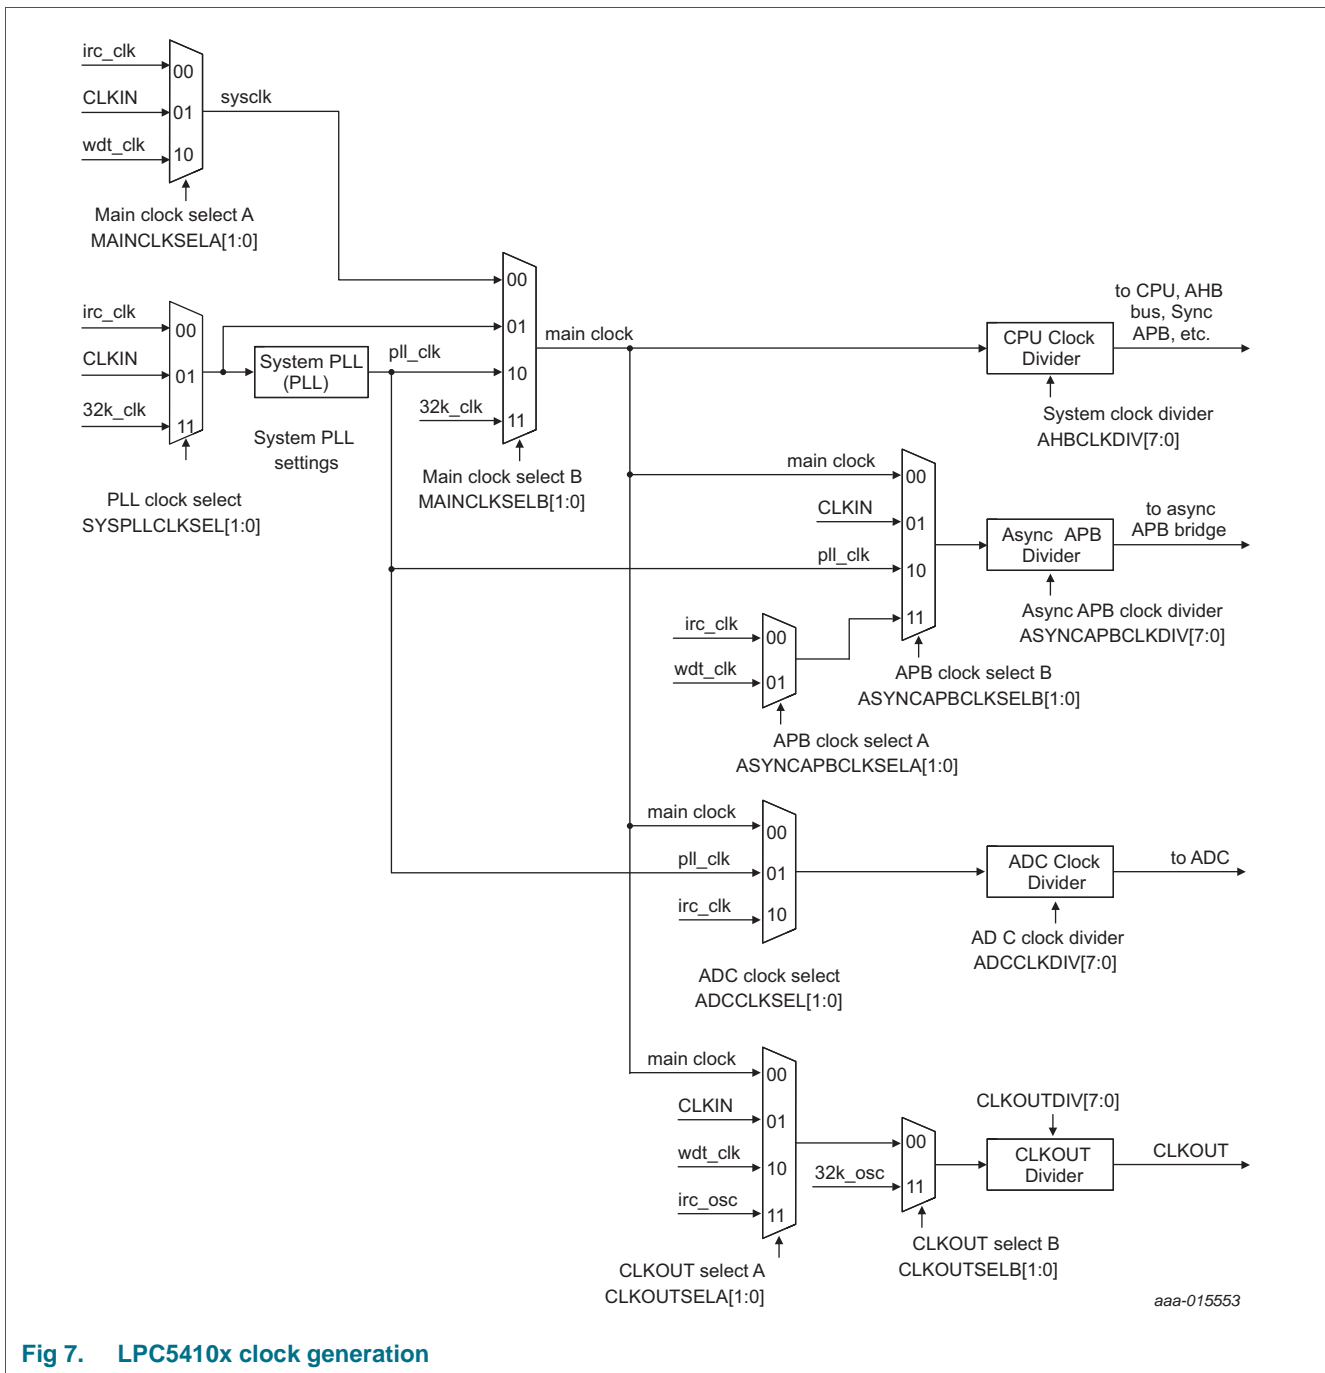 irc_clk
00
CLKIN
01
sysclk
wdt_clk
10
Main clock select A
MAINCLKSELA[1:0]
irc_clk
00
CLKIN
01
32k_clk
11
System PLL
(PLL)
pll_clk
System PLL
settings
PLL clock select
SYSPLLCLKSEL[1:0]
00
01
10
32k_clk
11
main clock
Main clock select B
MAINCLKSELB[1:0]
CPU Clock
Divider
to CPU, AHB
bus, Sync
APB, etc.
System clock divider
AHBCLKDIV[7:0]
main clock
00
CLKIN
01
pll_clk
10
11
irc_clk
00
wdt_clk
01
APB clock select A
ASYNCAPBCLKSELA[1:0]
APB clock select B
ASYNCAPBCLKSELB[1:0]
Async APB
Divider
to async
APB bridge
Async APB clock divider
ASYNCAPBCLKDIV[7:0]
main clock
00
pll_clk
01
irc_clk
10
ADC clock select
ADCCLKSEL[1:0]
ADC Clock
Divider
to ADC
AD C clock divider
ADCCLKDIV[7:0]
main clock
00
CLKIN
01
wdt_clk
10
irc_osc
11
CLKOUT select A
CLKOUTSELA[1:0]
00
32k_osc
11
CLKOUT select B
CLKOUTSELB[1:0]
CLKOUTDIV[7:0]
CLKOUT
Divider
CLKOUT
aaa-015553
Fig 7. LPC5410x clock generation